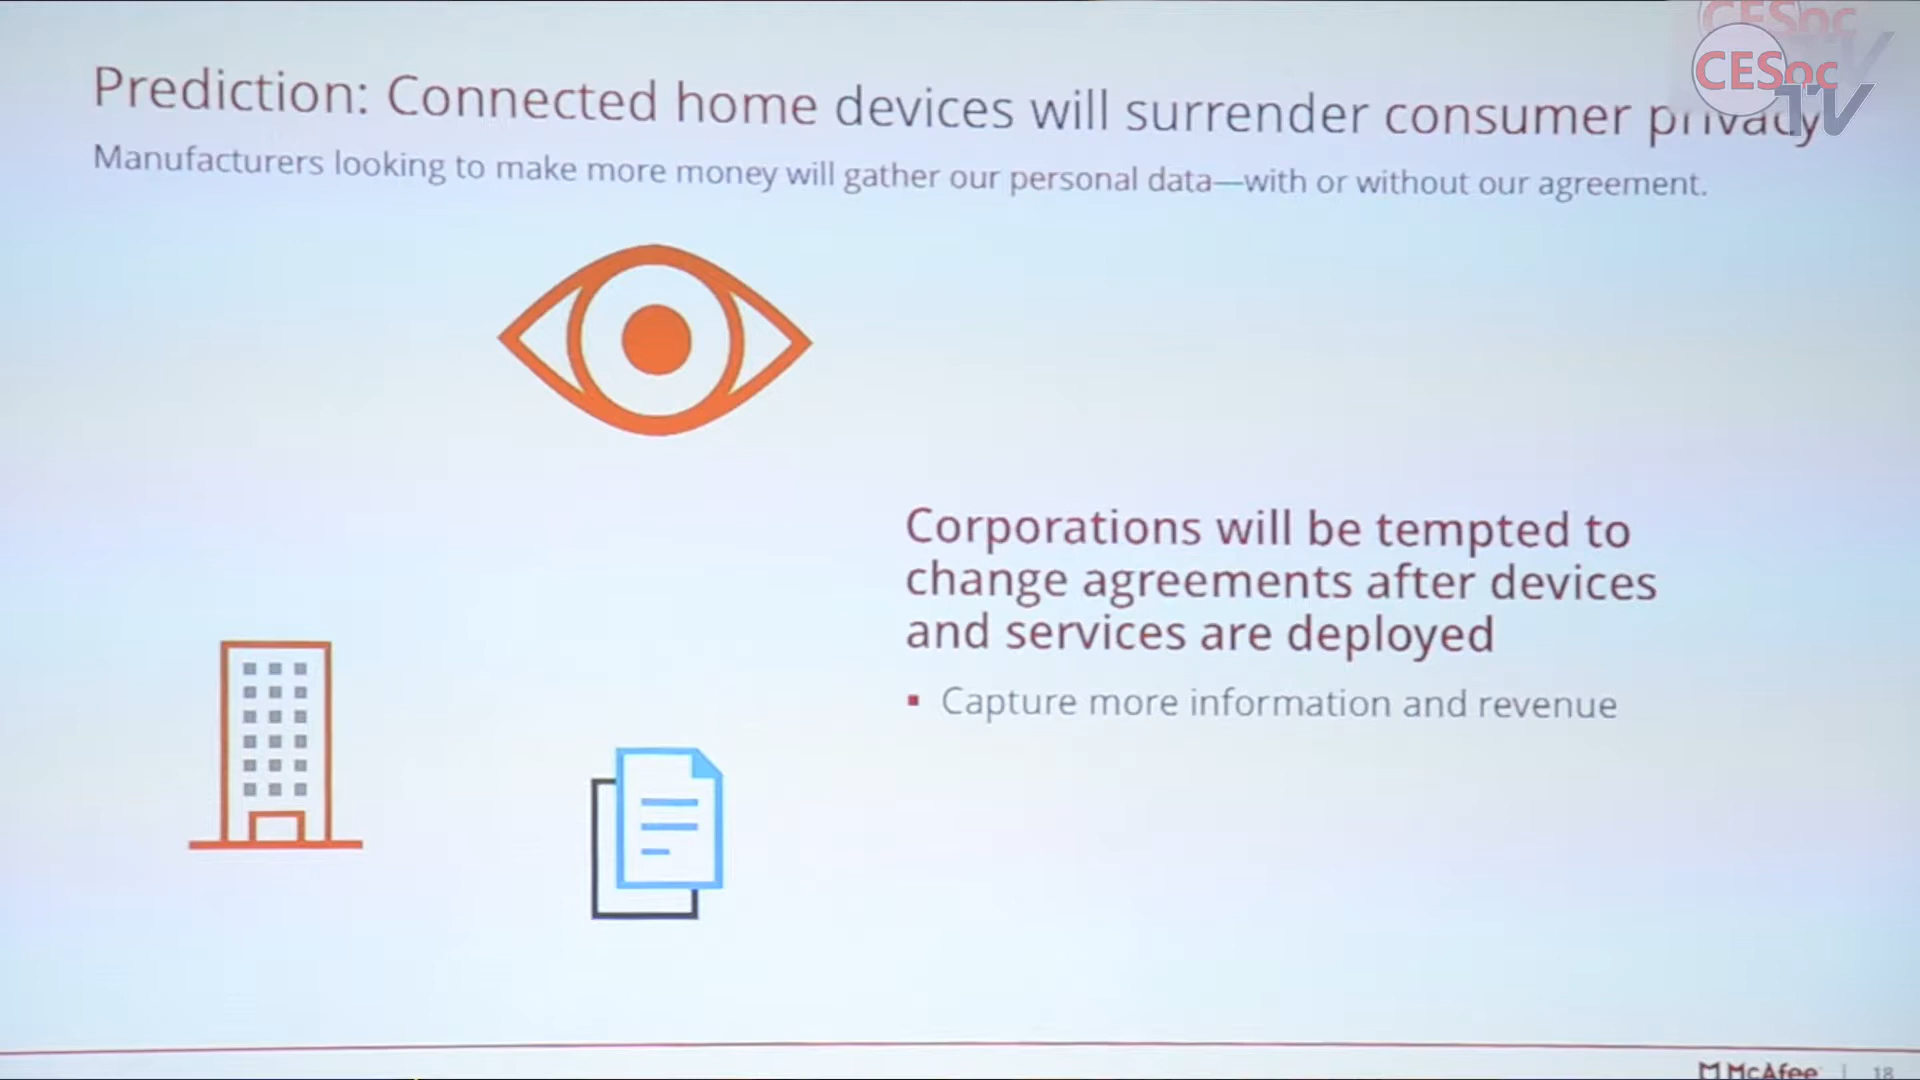 CESoc
TV
Prediction: Connected home devices will surrender consumer privacy
Manufacturers looking to make more money will gather our personal data—with or without our agreement.
Corporations will be tempted to
change agreements after devices
and services are deployed
▪ Capture more information and revenue
McAfee | 18